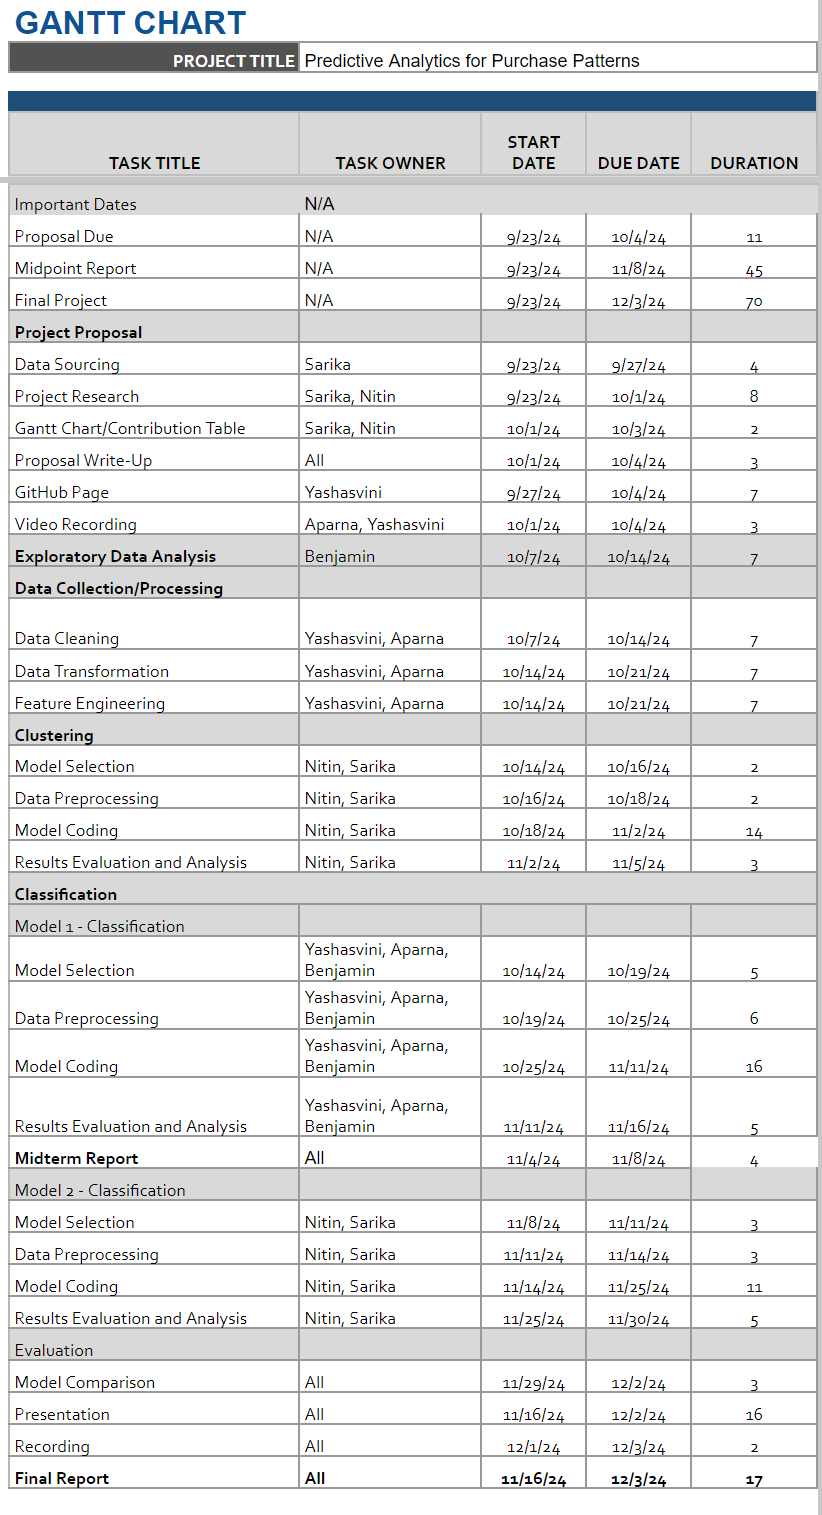 GANTT CHART
PROJECT TITLE Predictive Analytics for Purchase Patterns
TASK TITLE TASK OWNER START DATE DUE DATE DURATION
Important Dates N/A
Proposal Due N/A 9/23/24 10/4/24 11
Midpoint Report N/A 9/23/24 11/8/24 45
Final Project N/A 9/23/24 12/3/24 70
Project Proposal
Data Sourcing Sarika 9/23/24 9/27/24 4
Project Research Sarika, Nitin 9/23/24 10/1/24 8
Gantt Chart/Contribution Table Sarika, Nitin 10/1/24 10/3/24 2
Proposal Write-Up All 10/1/24 10/4/24 3
GitHub Page Yashasvini 9/27/24 10/4/24 7
Video Recording Aparna, Yashasvini 10/1/24 10/4/24 3
Exploratory Data Analysis Benjamin 10/7/24 10/14/24 7
Data Collection/Processing
Data Cleaning Yashasvini, Aparna 10/7/24 10/14/24 7
Data Transformation Yashasvini, Aparna 10/14/24 10/21/24 7
Feature Engineering Yashasvini, Aparna 10/14/24 10/21/24 7
Clustering
Model Selection Nitin, Sarika 10/14/24 10/16/24 2
Data Preprocessing Nitin, Sarika 10/16/24 10/18/24 2
Model Coding Nitin, Sarika 10/18/24 11/2/24 14
Results Evaluation and Analysis Nitin, Sarika 11/2/24 11/5/24 3
Classification
Model 1 - Classification
Model Selection Yashasvini, Aparna, Benjamin 10/14/24 10/19/24 5
Data Preprocessing Yashasvini, Aparna, Benjamin 10/19/24 10/25/24 6
Model Coding Yashasvini, Aparna, Benjamin 10/25/24 11/11/24 16
Results Evaluation and Analysis Yashasvini, Aparna, Benjamin 11/11/24 11/16/24 5
Midterm Report All 11/4/24 11/8/24 4
Model 2 - Classification
Model Selection Nitin, Sarika 11/8/24 11/11/24 3
Data Preprocessing Nitin, Sarika 11/11/24 11/14/24 3
Model Coding Nitin, Sarika 11/14/24 11/25/24 11
Results Evaluation and Analysis Nitin, Sarika 11/25/24 11/30/24 5
Evaluation
Model Comparison All 11/29/24 12/2/24 3
Presentation All 11/16/24 12/2/24 16
Recording All 12/1/24 12/3/24 2
Final Report All 11/16/24 12/3/24 17